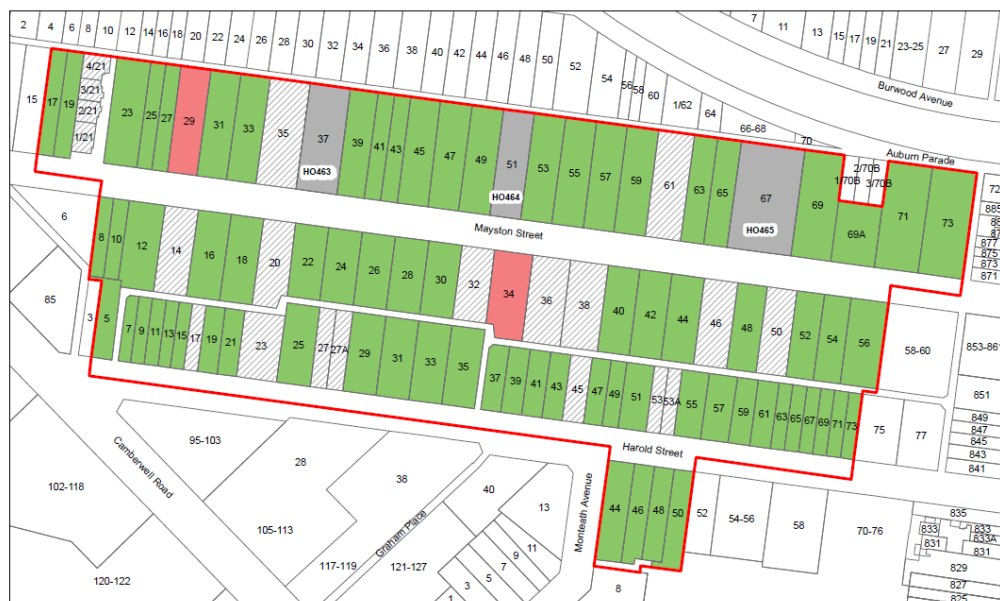 2 4 6 8 10 12 14 16 18 20 22 24 26 28 30 32 34 36 38 40 42 44 46 48 50 52 54 56 58 60 1/62 64 66-68 70
7 11 13 15 17 19 21 23-25 27 29
Burwood Avenue
Auburn Parade
15 17 19 4/21 3/21 2/21 1/21 23 25 27 29 31 33 35 37 39 41 43 45 47 49 51 53 55 57 59 61 63 65 67 69 69A 71 73
1/70B 2/70B 3/70B
HO463
HO464
HO465
72
877
875
873
871
Mayston Street
6 8 10 12 14 16 18 20 22 24 26 28 30 32 34 36 38 40 42 44 46 48 50 52 54 56 58-60
85 3 5 7 9 11 13 15 17 19 21 23 25 27 27A 29 31 33 35 37 39 41 43 45 47 49 51 53 53A 55 57 59 61 63 65 67 69 71 73 75 77
853-861
851
849
847
845
843
841
Harold Street
Camberwell Road
95-103
28
38
102-118
105-113
Graham Place
117-119
121-127
120-122
40
13
11
9
7
5
3
1
Monteath Avenue
44 46 48 50 52 54-56 58 70-76
8
835
833
833
833A
831
831
829
827
825